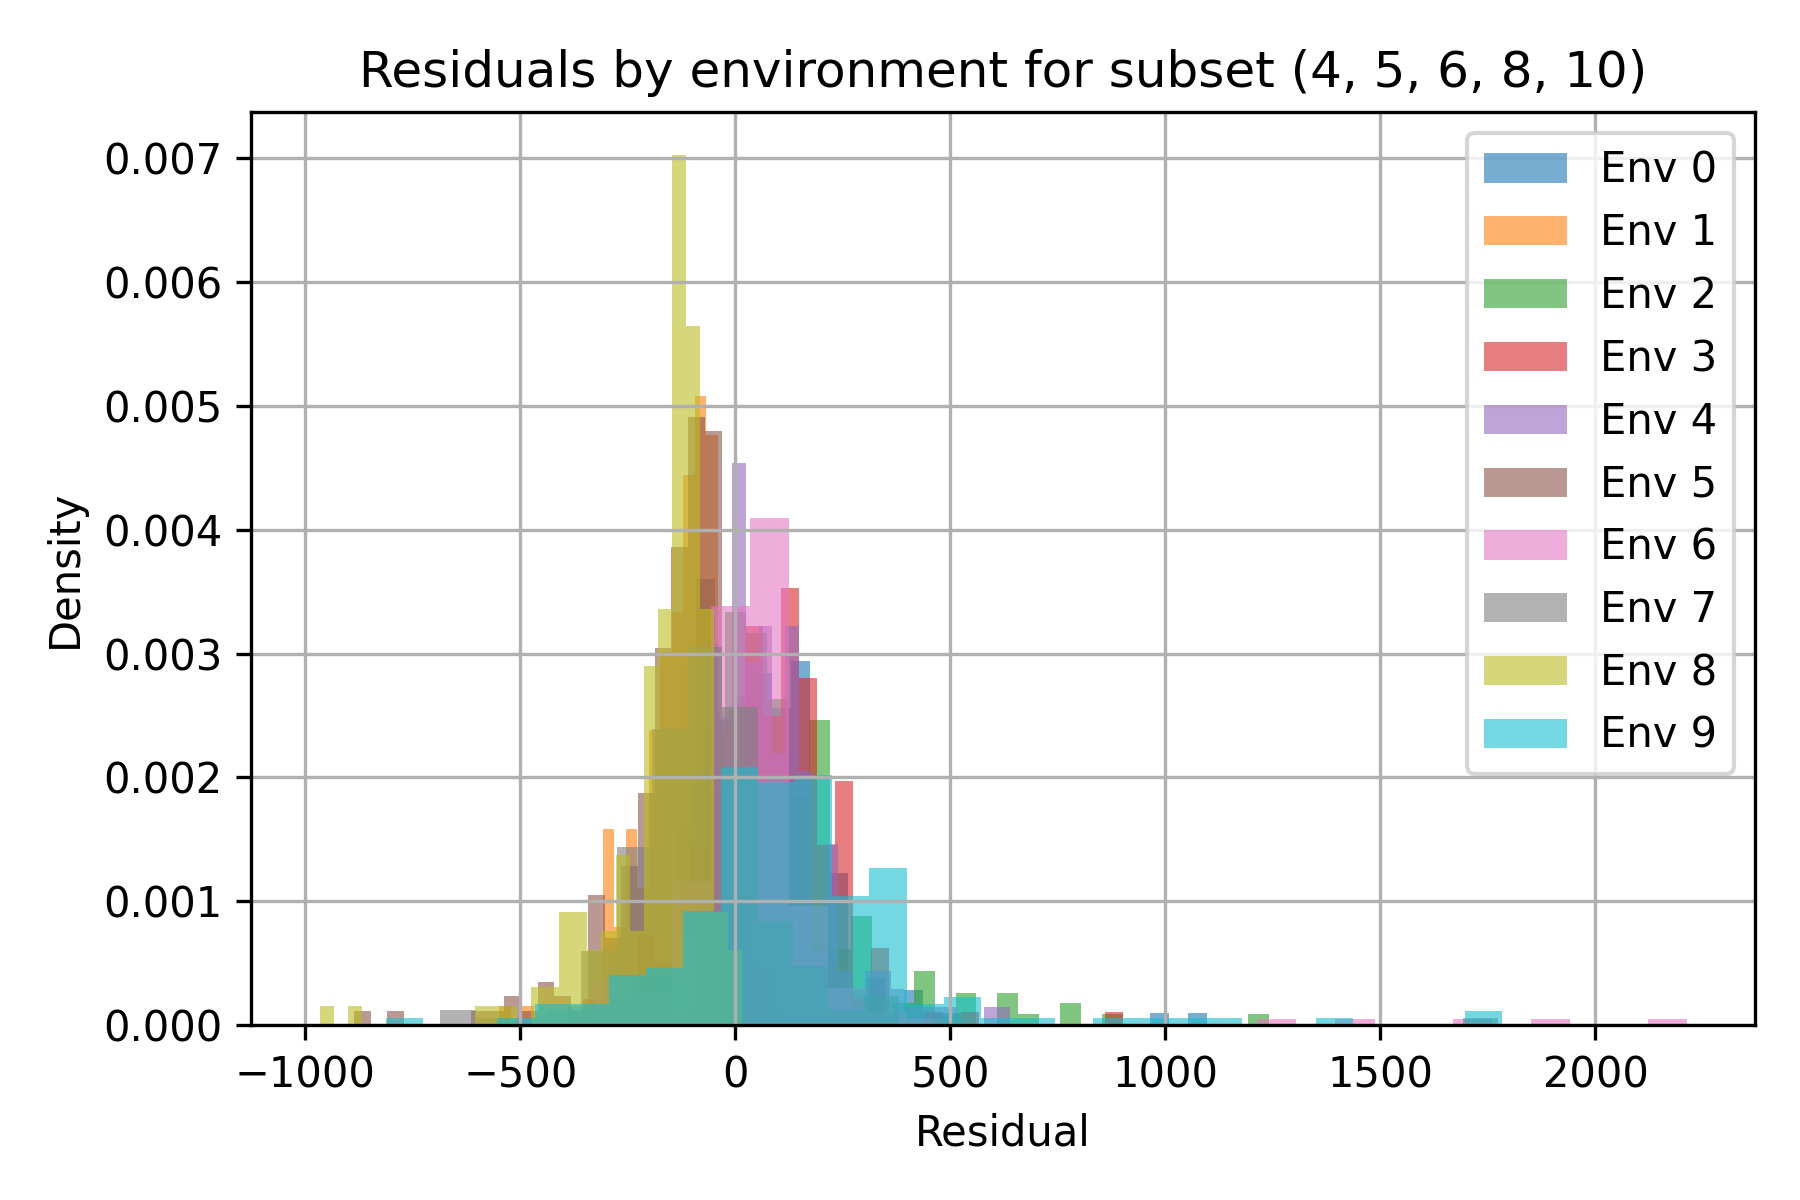 Residuals by environment for subset (4, 5, 6, 8, 10)
Density
0.007
0.006
0.005
0.004
0.003
0.002
0.001
0.000
−1000
−500
0
500
1000
1500
2000
Residual
Env 0
Env 1
Env 2
Env 3
Env 4
Env 5
Env 6
Env 7
Env 8
Env 9